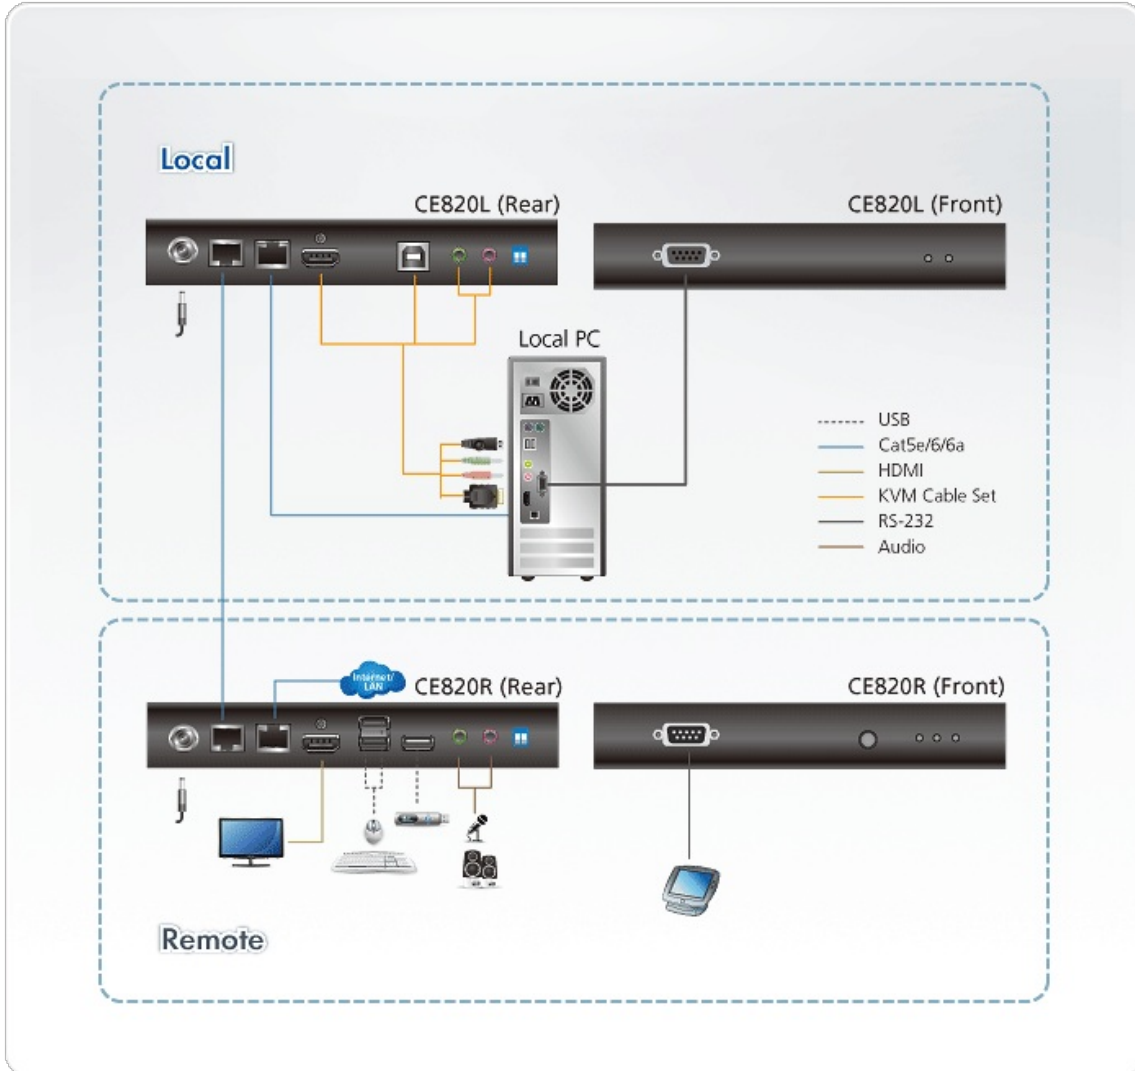 Local
CE820L (Rear)
CE820L (Front)
Local PC
USB
Cat5e/6/6a
HDMI
KVM Cable Set
RS-232
Audio
Internet/
LAN
CE820R (Rear)
CE820R (Front)
Remote